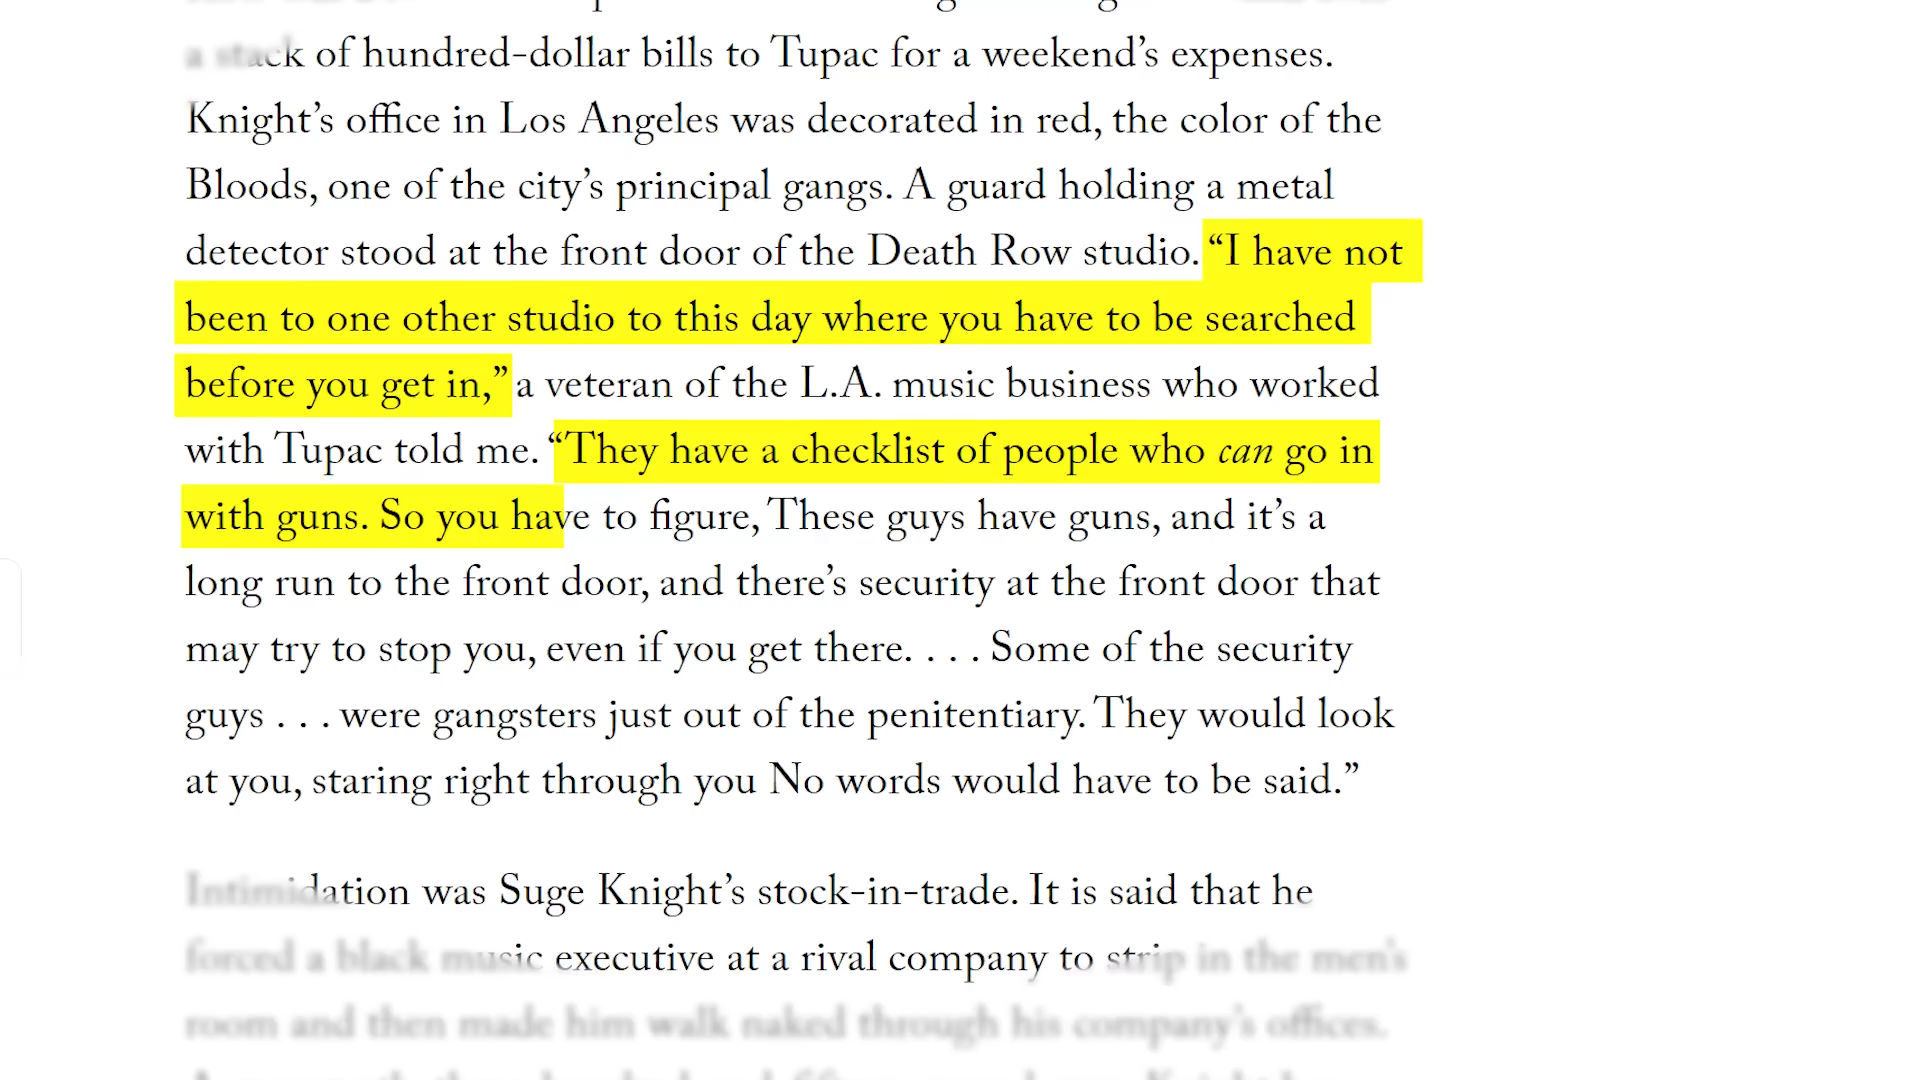 a stack of hundred-dollar bills to Tupac for a weekend’s expenses.
Knight’s office in Los Angeles was decorated in red, the color of the
Bloods, one of the city’s principal gangs. A guard holding a metal
detector stood at the front door of the Death Row studio. “I have not
been to one other studio to this day where you have to be searched
before you get in,” a veteran of the L.A. music business who worked
with Tupac told me. “They have a checklist of people who can go in
with guns. So you have to figure, These guys have guns, and it’s a
long run to the front door, and there’s security at the front door that
may try to stop you, even if you get there. . . . Some of the security
guys . . . were gangsters just out of the penitentiary. They would look
at you, staring right through you No words would have to be said.”
Intimidation was Suge Knight’s stock-in-trade. It is said that he
forced a black music executive at a rival company to strip in the men’s
room and then made him walk naked through his company’s offices.